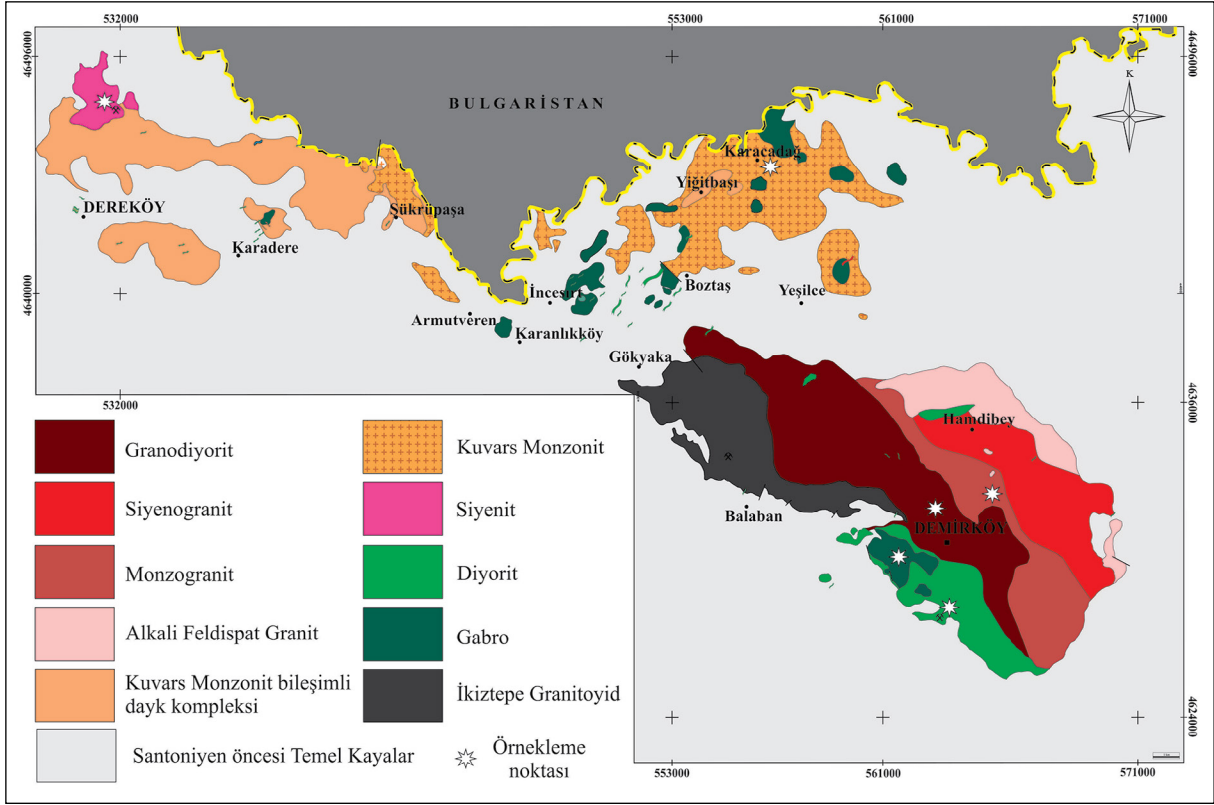 532000
553000
561000
571000
46496000
46496000
K
BULGARİSTAN
Karacadağ
Yiğitbaşı
DEREKÖY
Şükrüpaşa
Karadere
4640000
İncesırt
Boztaş
Yeşilce
Armutveren
Karanlıkköy
Gökyaka
532000
4636000
4636000
Hamdibey
Balaban
DEMİRKÖY
Granodiyorit
Kuvars Monzonit
Siyenogranit
Siyenit
Monzogranit
Diyorit
Alkali Feldispat Granit
Gabro
Kuvars Monzonit bileşimli
dayk kompleksi
İkiztepe Granitoyid
Santoniyen öncesi Temel Kayalar
Örnekleme
noktası
4624000
553000
561000
571000